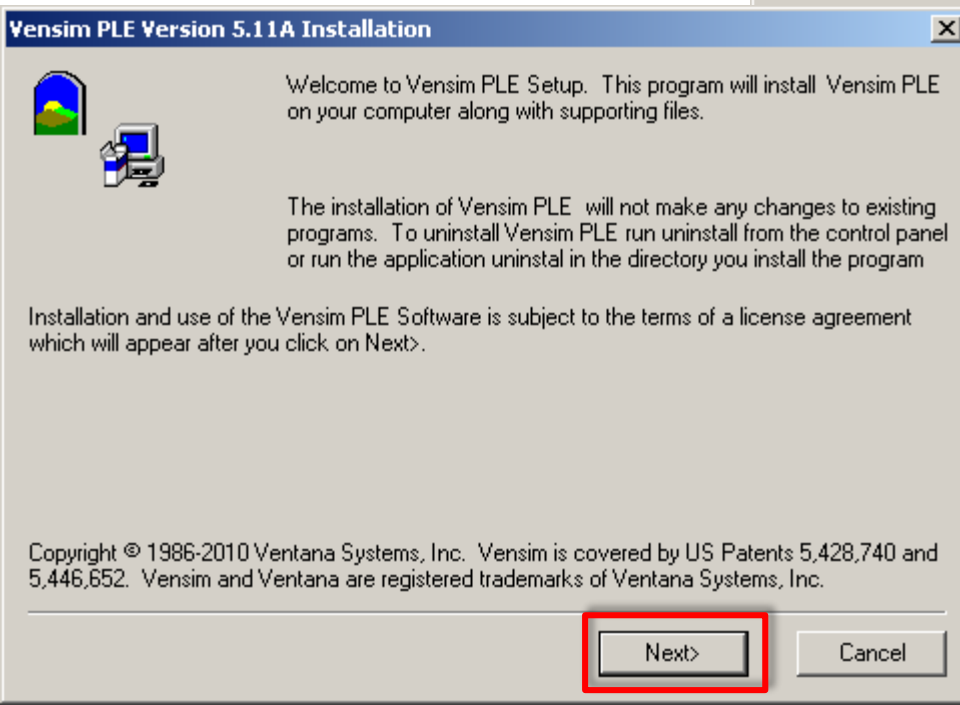 Vensim PLE Version 5.11A Installation
Welcome to Vensim PLE Setup.  This program will install  Vensim PLE
on your computer along with supporting files.
The installation of Vensim PLE  will not make any changes to existing
programs.  To uninstall Vensim PLE run uninstall from the control panel
or run the application uninstal in the directory you install the program
Installation and use of the Vensim PLE Software is subject to the terms of a license agreement
which will appear after you click on Next>.
Copyright © 1986-2010 Ventana Systems, Inc.  Vensim is covered by US Patents 5,428,740 and
5,446,652.  Vensim and Ventana are registered trademarks of Ventana Systems, Inc.
Next>
Cancel